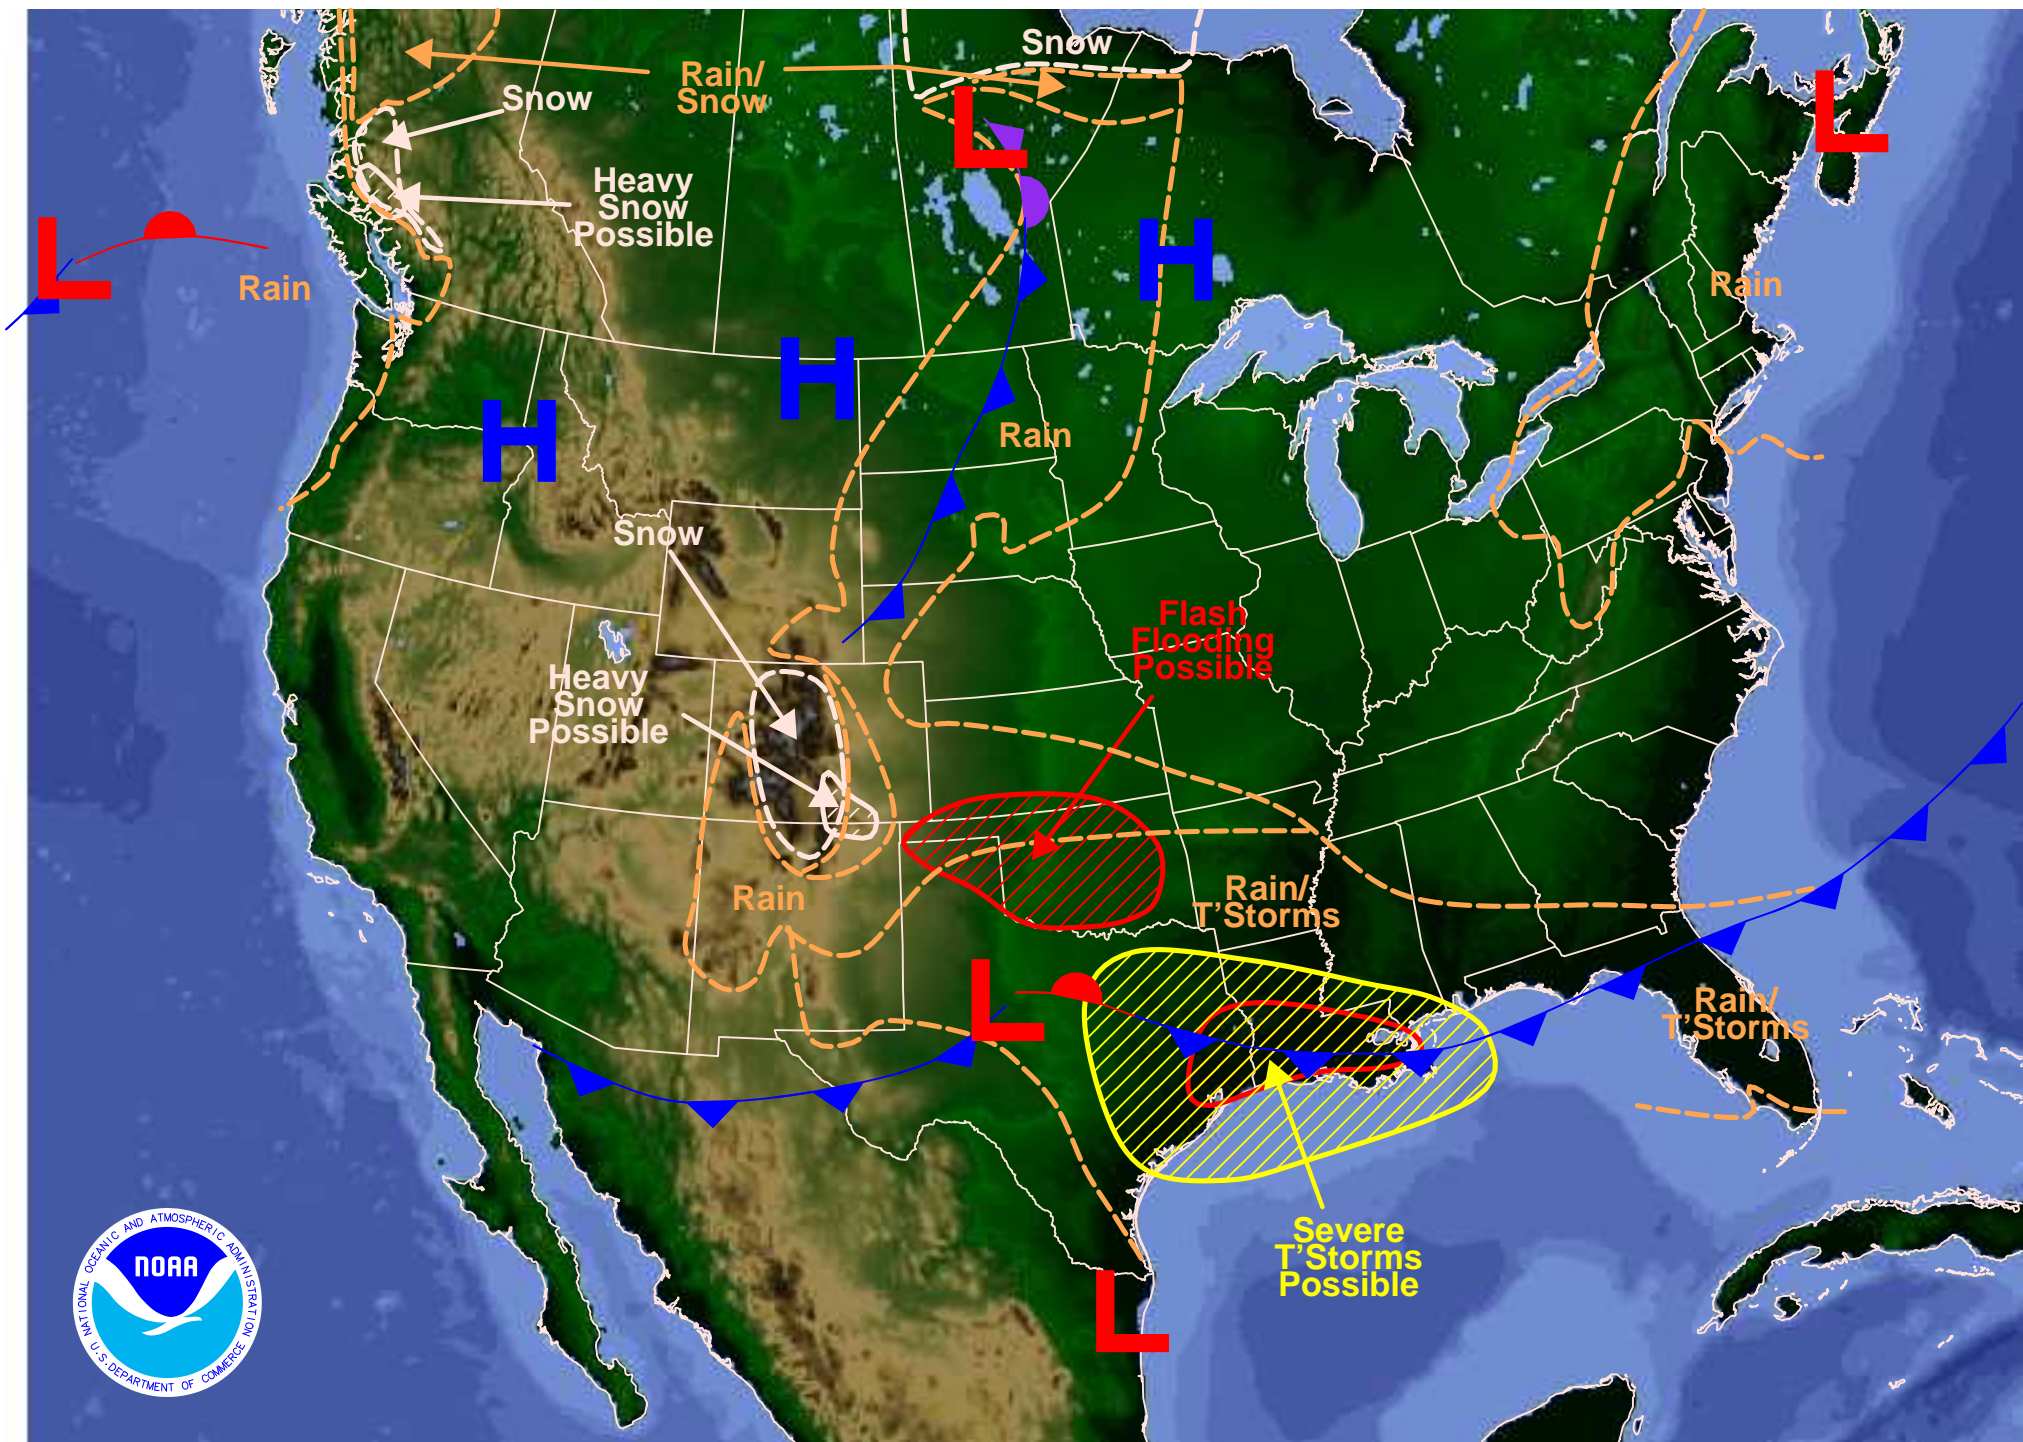 Snow
Rain/
Snow
Snow
L
L
Heavy
Snow
Possible
L
H
Rain
Rain
H
H
Rain
Snow
Flash
Flooding
Possible
Heavy
Snow
Possible
Rain
Rain/
T'Storms
L
Rain/
T'Storms
Severe
T'Storms
Possible
L
NATIONAL OCEANIC AND ATMOSPHERIC ADMINISTRATION
NOAA
U.S. DEPARTMENT OF COMMERCE